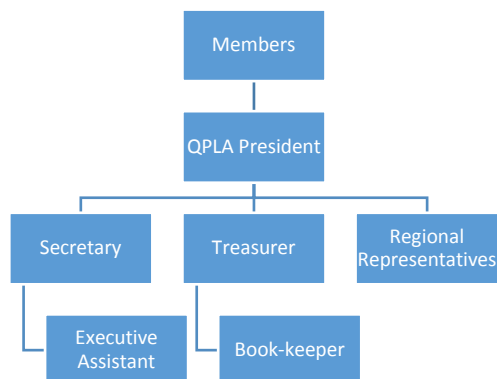 Members
QPLA President
Secretary
Treasurer
Regional
Representatives
Executive
Assistant
Book-keeper